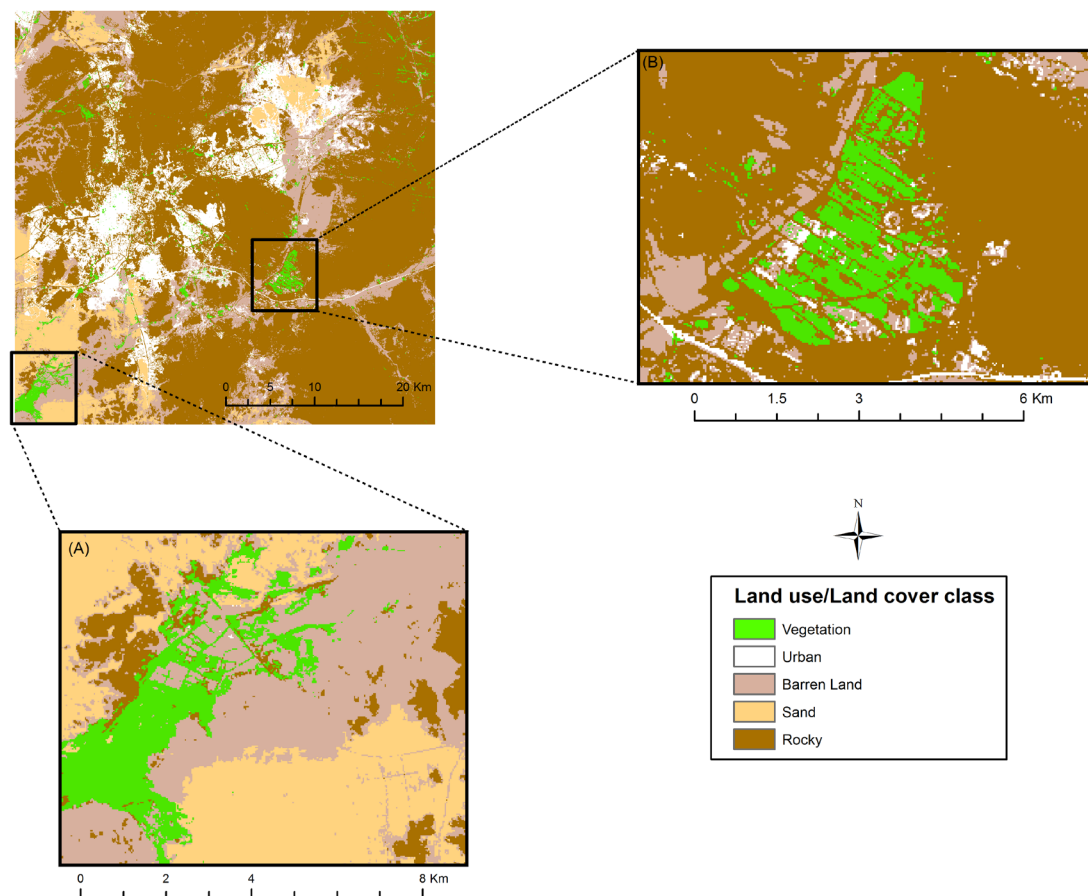 (B)
0 5 10 20 Km
0 1.5 3 6 Km
N
(A)
Land use/Land cover class
Vegetation
Urban
Barren Land
Sand
Rocky
0 2 4 8 Km